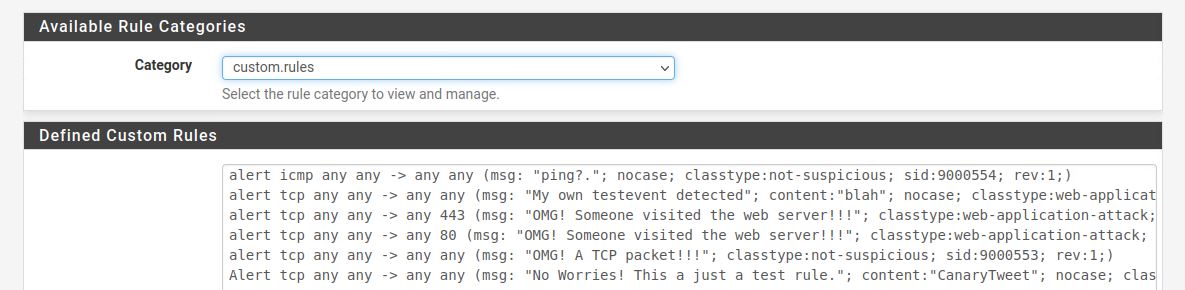 Available Rule Categories
Category
custom.rules
Select the rule category to view and manage.
Defined Custom Rules
alert icmp any any -> any any (msg: "ping?."; nocase; classtype:not-suspicious; sid:9000554; rev:1;)
alert tcp any any -> any any (msg: "My own testevent detected"; content:"blah"; nocase; classtype:web-applicat
alert tcp any any -> any 443 (msg: "OMG! Someone visited the web server!!!"; classtype:web-application-attack;
alert tcp any any -> any 80 (msg: "OMG! Someone visited the web server!!!"; classtype:web-application-attack;
alert tcp any any -> any any (msg: "OMG! A TCP packet!!!"; classtype:not-suspicious; sid:9000553; rev:1;)
Alert tcp any any -> any any (msg: "No Worries! This a just a test rule."; content:"CanaryTweet"; nocase; clas